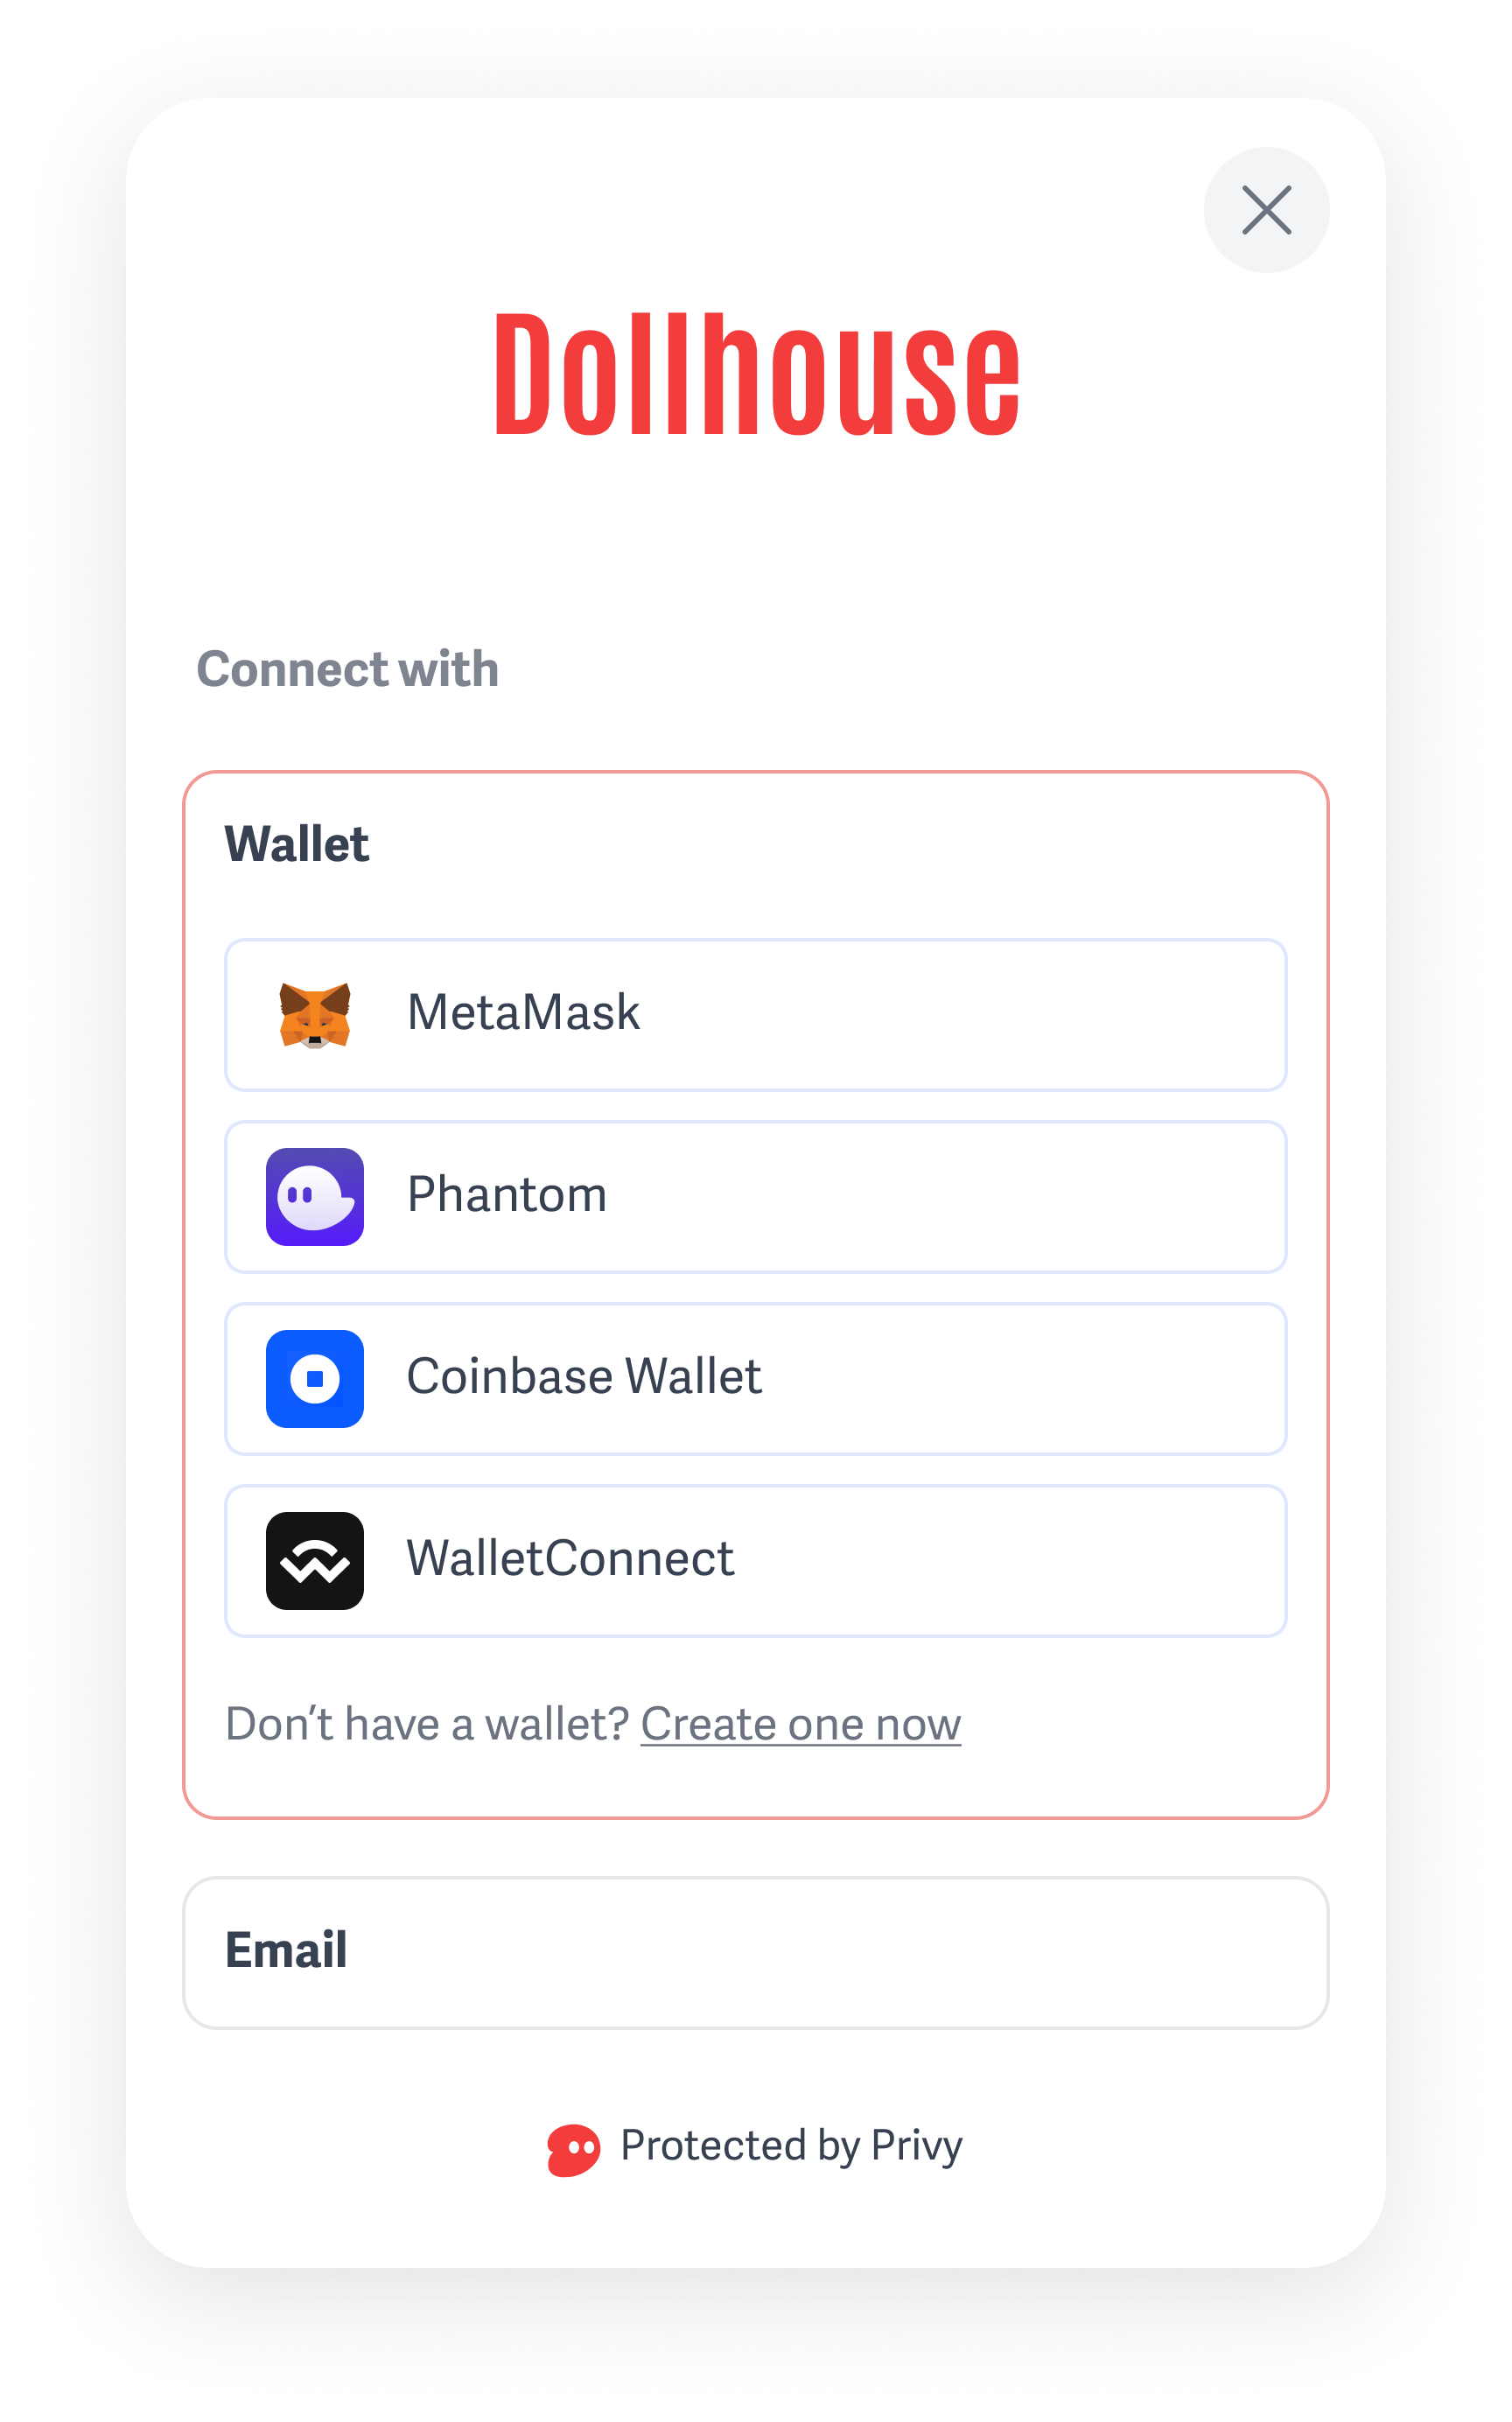 Dollhouse
Connect with
Wallet
MetaMask
Phantom
Coinbase Wallet
WalletConnect
Don’t have a wallet? Create one now
Email
Protected by Privy